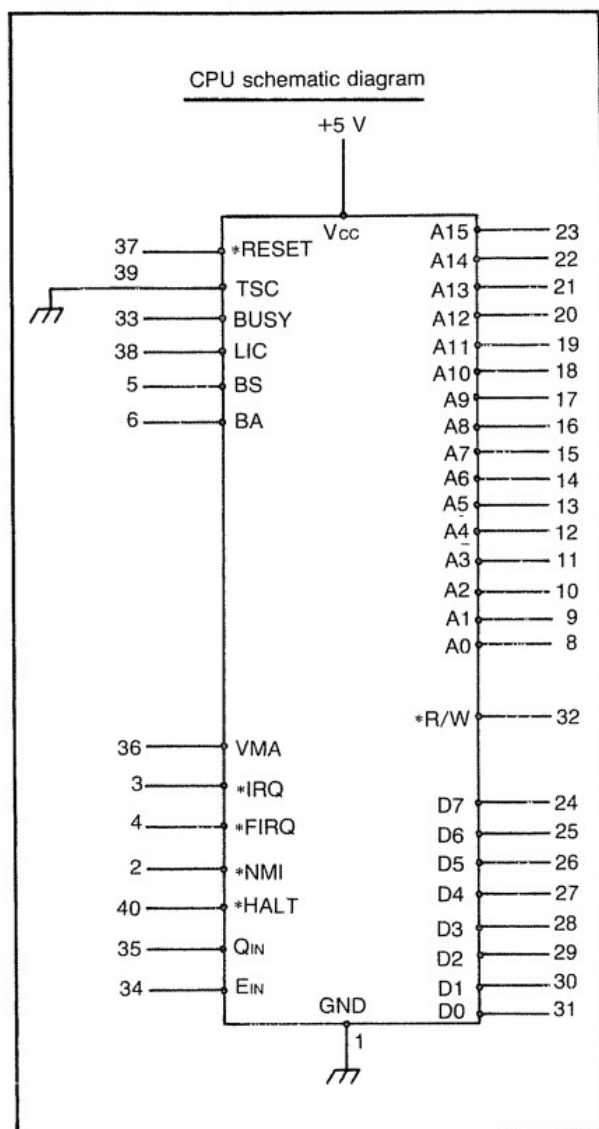 CPU schematic diagram
+5 V
Vcc
37 *RESET
39 TSC
33 BUSY
38 LIC
5 BS
6 BA
36 VMA
3 *IRQ
4 *FIRQ
2 *NMI
40 *HALT
35 QIN
34 EIN
A15 23
A14 22
A13 21
A12 20
A11 19
A10 18
A9 17
A8 16
A7 15
A6 14
A5 13
A4 12
A3 11
A2 10
A1 9
A0 8
*R/W 32
D7 24
D6 25
D5 26
D4 27
D3 28
D2 29
D1 30
D0 31
GND
1